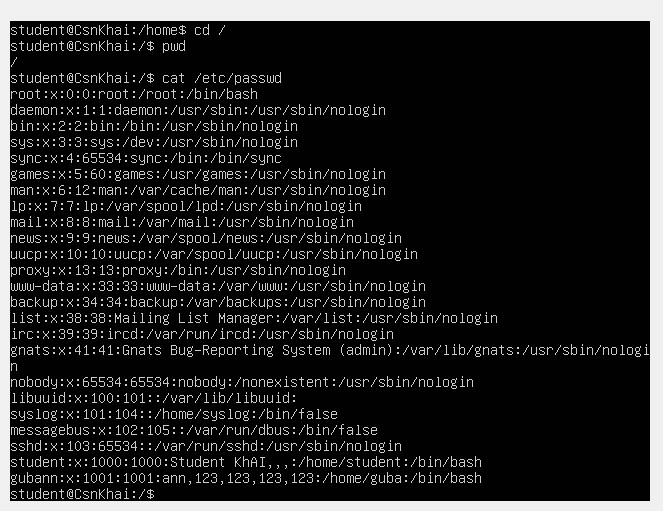 student@CsnKhai:/home$ cd /
student@CsnKhai:/$ pwd
/
student@CsnKhai:/$ cat /etc/passwd
root:x:0:0:root:/root:/bin/bash
daemon:x:1:1:daemon:/usr/sbin:/usr/sbin/nologin
bin:x:2:2:bin:/bin:/usr/sbin/nologin
sys:x:3:3:sys:/dev:/usr/sbin/nologin
sync:x:4:65534:sync:/bin:/bin/sync
games:x:5:60:games:/usr/games:/usr/sbin/nologin
man:x:6:12:man:/var/cache/man:/usr/sbin/nologin
lp:x:7:7:lp:/var/spool/lpd:/usr/sbin/nologin
mail:x:8:8:mail:/var/mail:/usr/sbin/nologin
news:x:9:9:news:/var/spool/news:/usr/sbin/nologin
uucp:x:10:10:uucp:/var/spool/uucp:/usr/sbin/nologin
proxy:x:13:13:proxy:/bin:/usr/sbin/nologin
www-data:x:33:33:www-data:/var/www:/usr/sbin/nologin
backup:x:34:34:backup:/var/backups:/usr/sbin/nologin
list:x:38:38:Mailing List Manager:/var/list:/usr/sbin/nologin
irc:x:39:39:ircd:/var/run/ircd:/usr/sbin/nologin
gnats:x:41:41:Gnats Bug-Reporting System (admin):/var/lib/gnats:/usr/sbin/nologi
n
nobody:x:65534:65534:nobody:/nonexistent:/usr/sbin/nologin
libuuid:x:100:101::/var/lib/libuuid:
syslog:x:101:104::/home/syslog:/bin/false
messagebus:x:102:105::/var/run/dbus:/bin/false
sshd:x:103:65534::/var/run/sshd:/usr/sbin/nologin
student:x:1000:1000:Student KhAI,,,:/home/student:/bin/bash
gubann:x:1001:1001:ann,123,123,123,123:/home/guba:/bin/bash
student@CsnKhai:/$